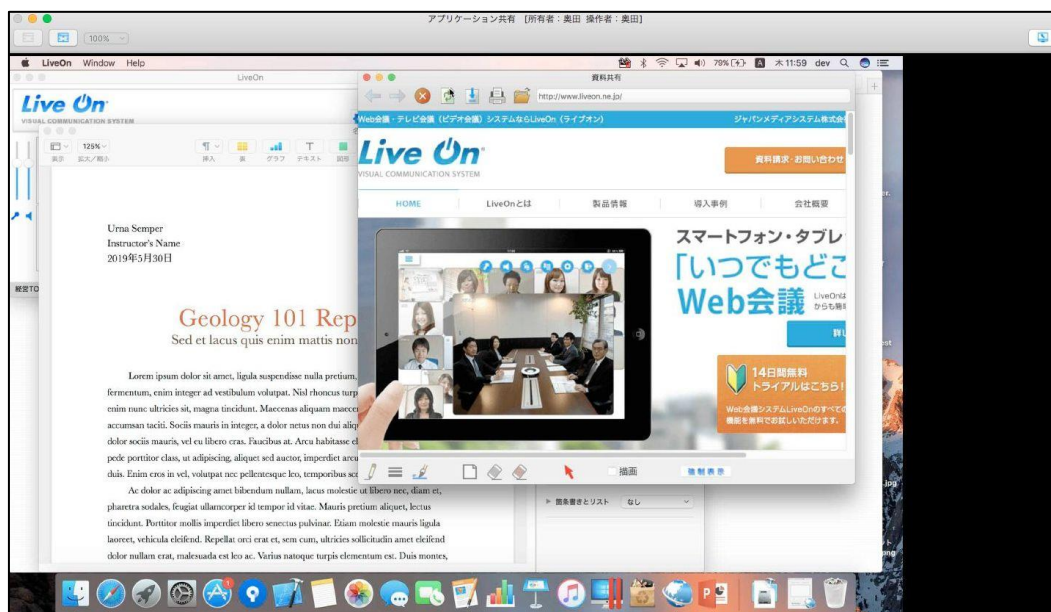 アプリケーション共有 [所有者：奥田 操作者：奥田]
100%
LiveOn Window Help
79% A 木11:59 dev
LiveOn
Live On
VISUAL COMMUNICATION SYSTEM
125%
表示 拡大/縮小 挿入 表 グラフ テキスト 図形
Urna Semper
Instructor's Name
2019年5月30日
Geology 101 Rep
Sed et lacus quis enim mattis non
Lorem ipsum dolor sit amet, ligula suspendisse nulla pretium,
fermentum, enim integer ad vestibulum volutpat. Nisl rhoncus turp
enim nunc ultricies sit, magna tincidunt. Maecenas aliquam maece
accumsan taciti. Sociis mauris in integer, a dolor netus non dui aliq
dolor sociis mauris, vel eu libero cras. Faucibus at. Arcu habitasse el
pede porttitor class, ut adipiscing, aliquet sed auctor, imperdiet arcu
duis. Enim eros in vel, volutpat nec pellentesque leo, temporibus sc
Ac dolor ac adipiscing amet bibendum nullam, lacus molestie ut libero nec, diam et,
pharetra sodales, feugiat ullamcorper id tempor id vitae. Mauris pretium aliquet, lectus
tincidunt. Porttitor mollis imperdiet libero senectus pulvinar. Etiam molestie mauris ligula
laoreet, vehicula eleifend. Repellat orci erat et, sem cum, ultricies sollicitudin amet eleifend
dolor nullam erat, malesuada est leo ac. Varius natoque turpis elementum est. Duis montes,
資料共有
http://www.liveon.ne.jp/
Web会議・テレビ会議（ビデオ会議）システムならLiveOn（ライブオン） ジャパンメディアシステム株式会
Live On
VISUAL COMMUNICATION SYSTEM
資料請求・お問い合わせ
HOME LiveOnとは 製品情報 導入事例 会社概要
スマートフォン・タブレ
「いつでもどこ
Web会議
LiveOnは
からも簡
詳し
14日間無料
トライアルはこちら!
Web会議システムLiveOnのすべての
機能を無料でお試しいただけます。
描画 強制表示
箇条書きとリスト なし
.jpg
png